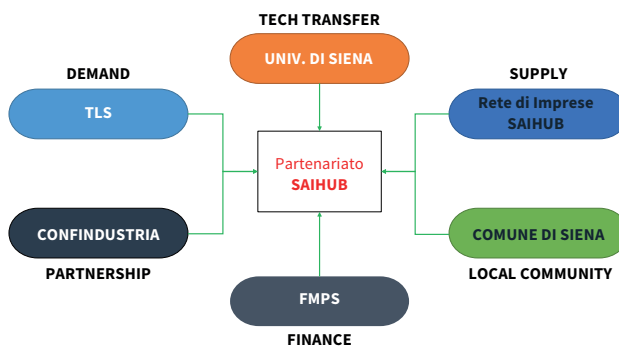 TECH TRANSFER
UNIV. DI SIENA
DEMAND
TLS
SUPPLY
Rete di Imprese
SAIHUB
Partenariato
SAIHUB
CONFINDUSTRIA
PARTNERSHIP
COMUNE DI SIENA
LOCAL COMMUNITY
FMPS
FINANCE